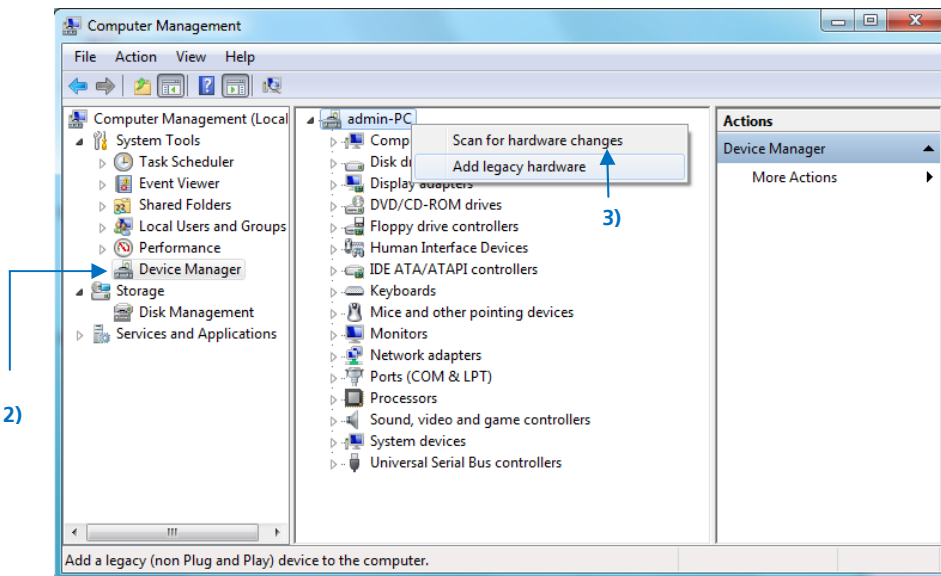 Computer Management
File Action View Help
Computer Management (Local
System Tools
Task Scheduler
Event Viewer
Shared Folders
Local Users and Groups
Performance
Device Manager
Storage
Disk Management
Services and Applications
2)
admin-PC
Comp
Disk dr
Display adapters
DVD/CD-ROM drives
Floppy drive controllers
Human Interface Devices
IDE ATA/ATAPI controllers
Keyboards
Mice and other pointing devices
Monitors
Network adapters
Ports (COM & LPT)
Processors
Sound, video and game controllers
System devices
Universal Serial Bus controllers
Scan for hardware changes
Add legacy hardware
3)
Actions
Device Manager
More Actions
Add a legacy (non Plug and Play) device to the computer.